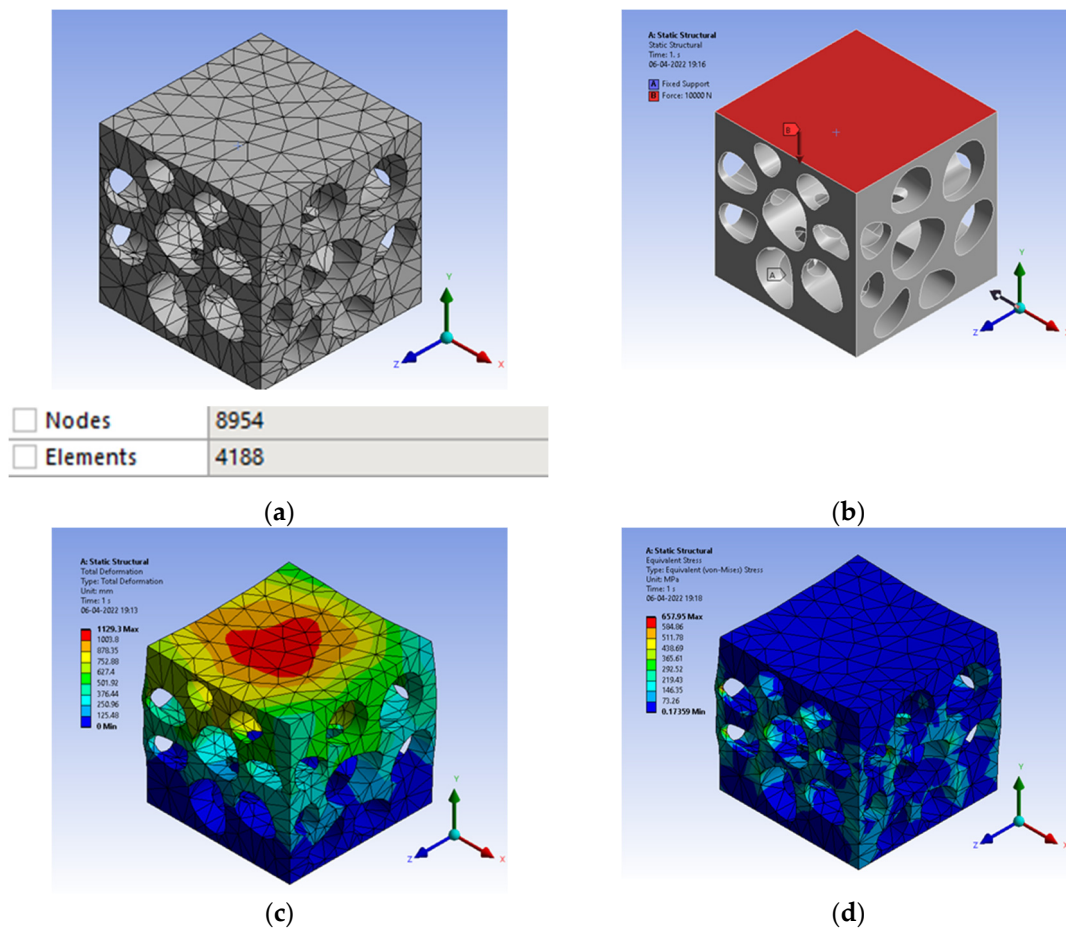 Y
Z
X
Nodes 8954
Elements 4188
(a)
A: Static Structural
Static Structural
Time: 1. s
06-04-2022 19:16
A Fixed Support
B Force: 10000 N
B
A
Y
Z
(b)
A: Static Structural
Total Deformation
Type: Total Deformation
Unit: mm
Time: 1 s
06-04-2022 19:13
1129.3 Max
1003.8
878.35
752.88
627.4
501.92
376.44
250.96
125.48
0 Min
Y
Z
X
(c)
A: Static Structural
Equivalent Stress
Type: Equivalent (von-Mises) Stress
Unit: MPa
Time: 1 s
06-04-2022 19:18
657.95 Max
584.86
511.78
438.69
365.61
292.52
219.43
146.35
73.26
0.17359 Min
Y
Z
(d)